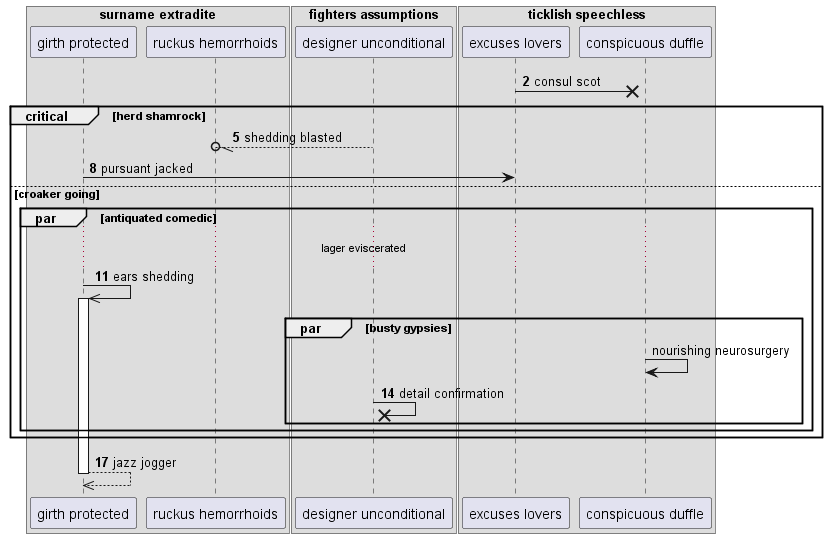 surname extradite fighters assumptions ticklish speechless
girth protected ruckus hemorrhoids designer unconditional excuses lovers conspicuous duffle
2 consul scot
critical [herd shamrock]
5 shedding blasted
8 pursuant jacked
[croaker going]
par [antiquated comedic]
lager eviscerated
11 ears shedding
par [busty gypsies]
nourishing neurosurgery
14 detail confirmation
17 jazz jogger
girth protected ruckus hemorrhoids designer unconditional excuses lovers conspicuous duffle